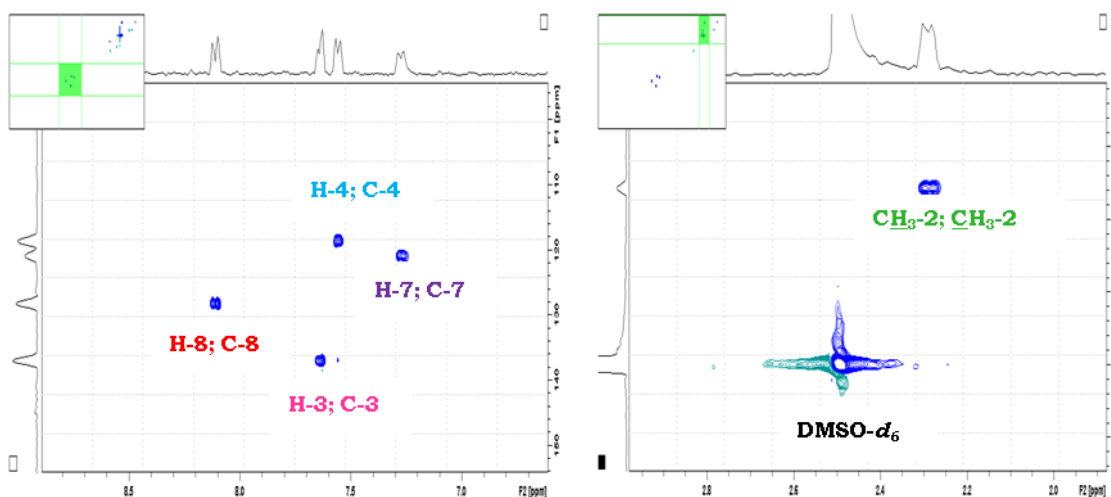 H-4; C-4
H-7; C-7
H-8; C-8
H-3; C-3
8.5 8.0 7.5 7.0 F2 [ppm]
F1 [ppm]
110
120
130
140
150
CH₃-2; CH₃-2
DMSO-d₆
2.8 2.6 2.4 2.2 2.0 F2 [ppm]